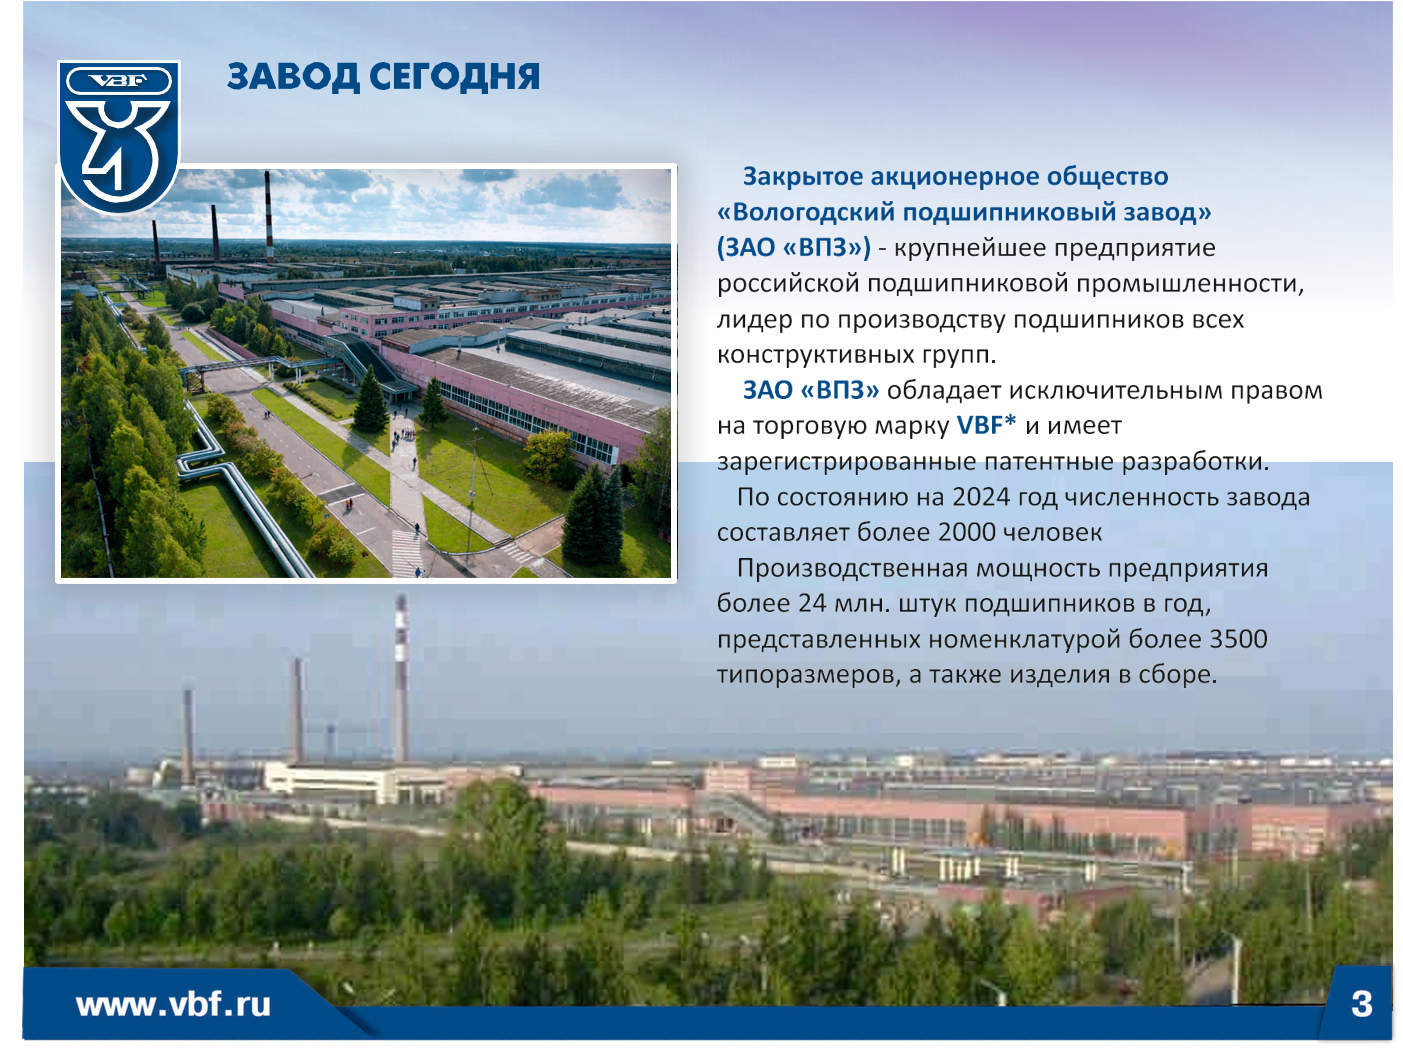 VBF
ЗАВОД СЕГОДНЯ
Закрытое акционерное общество
«Вологодский подшипниковый завод»
(ЗАО «ВПЗ») - крупнейшее предприятие
российской подшипниковой промышленности,
лидер по производству подшипников всех
конструктивных групп.
ЗАО «ВПЗ» обладает исключительным правом
на торговую марку VBF* и имеет
зарегистрированные патентные разработки.
По состоянию на 2024 год численность завода
составляет более 2000 человек
Производственная мощность предприятия
более 24 млн. штук подшипников в год,
представленных номенклатурой более 3500
типоразмеров, а также изделия в сборе.
www.vbf.ru
3